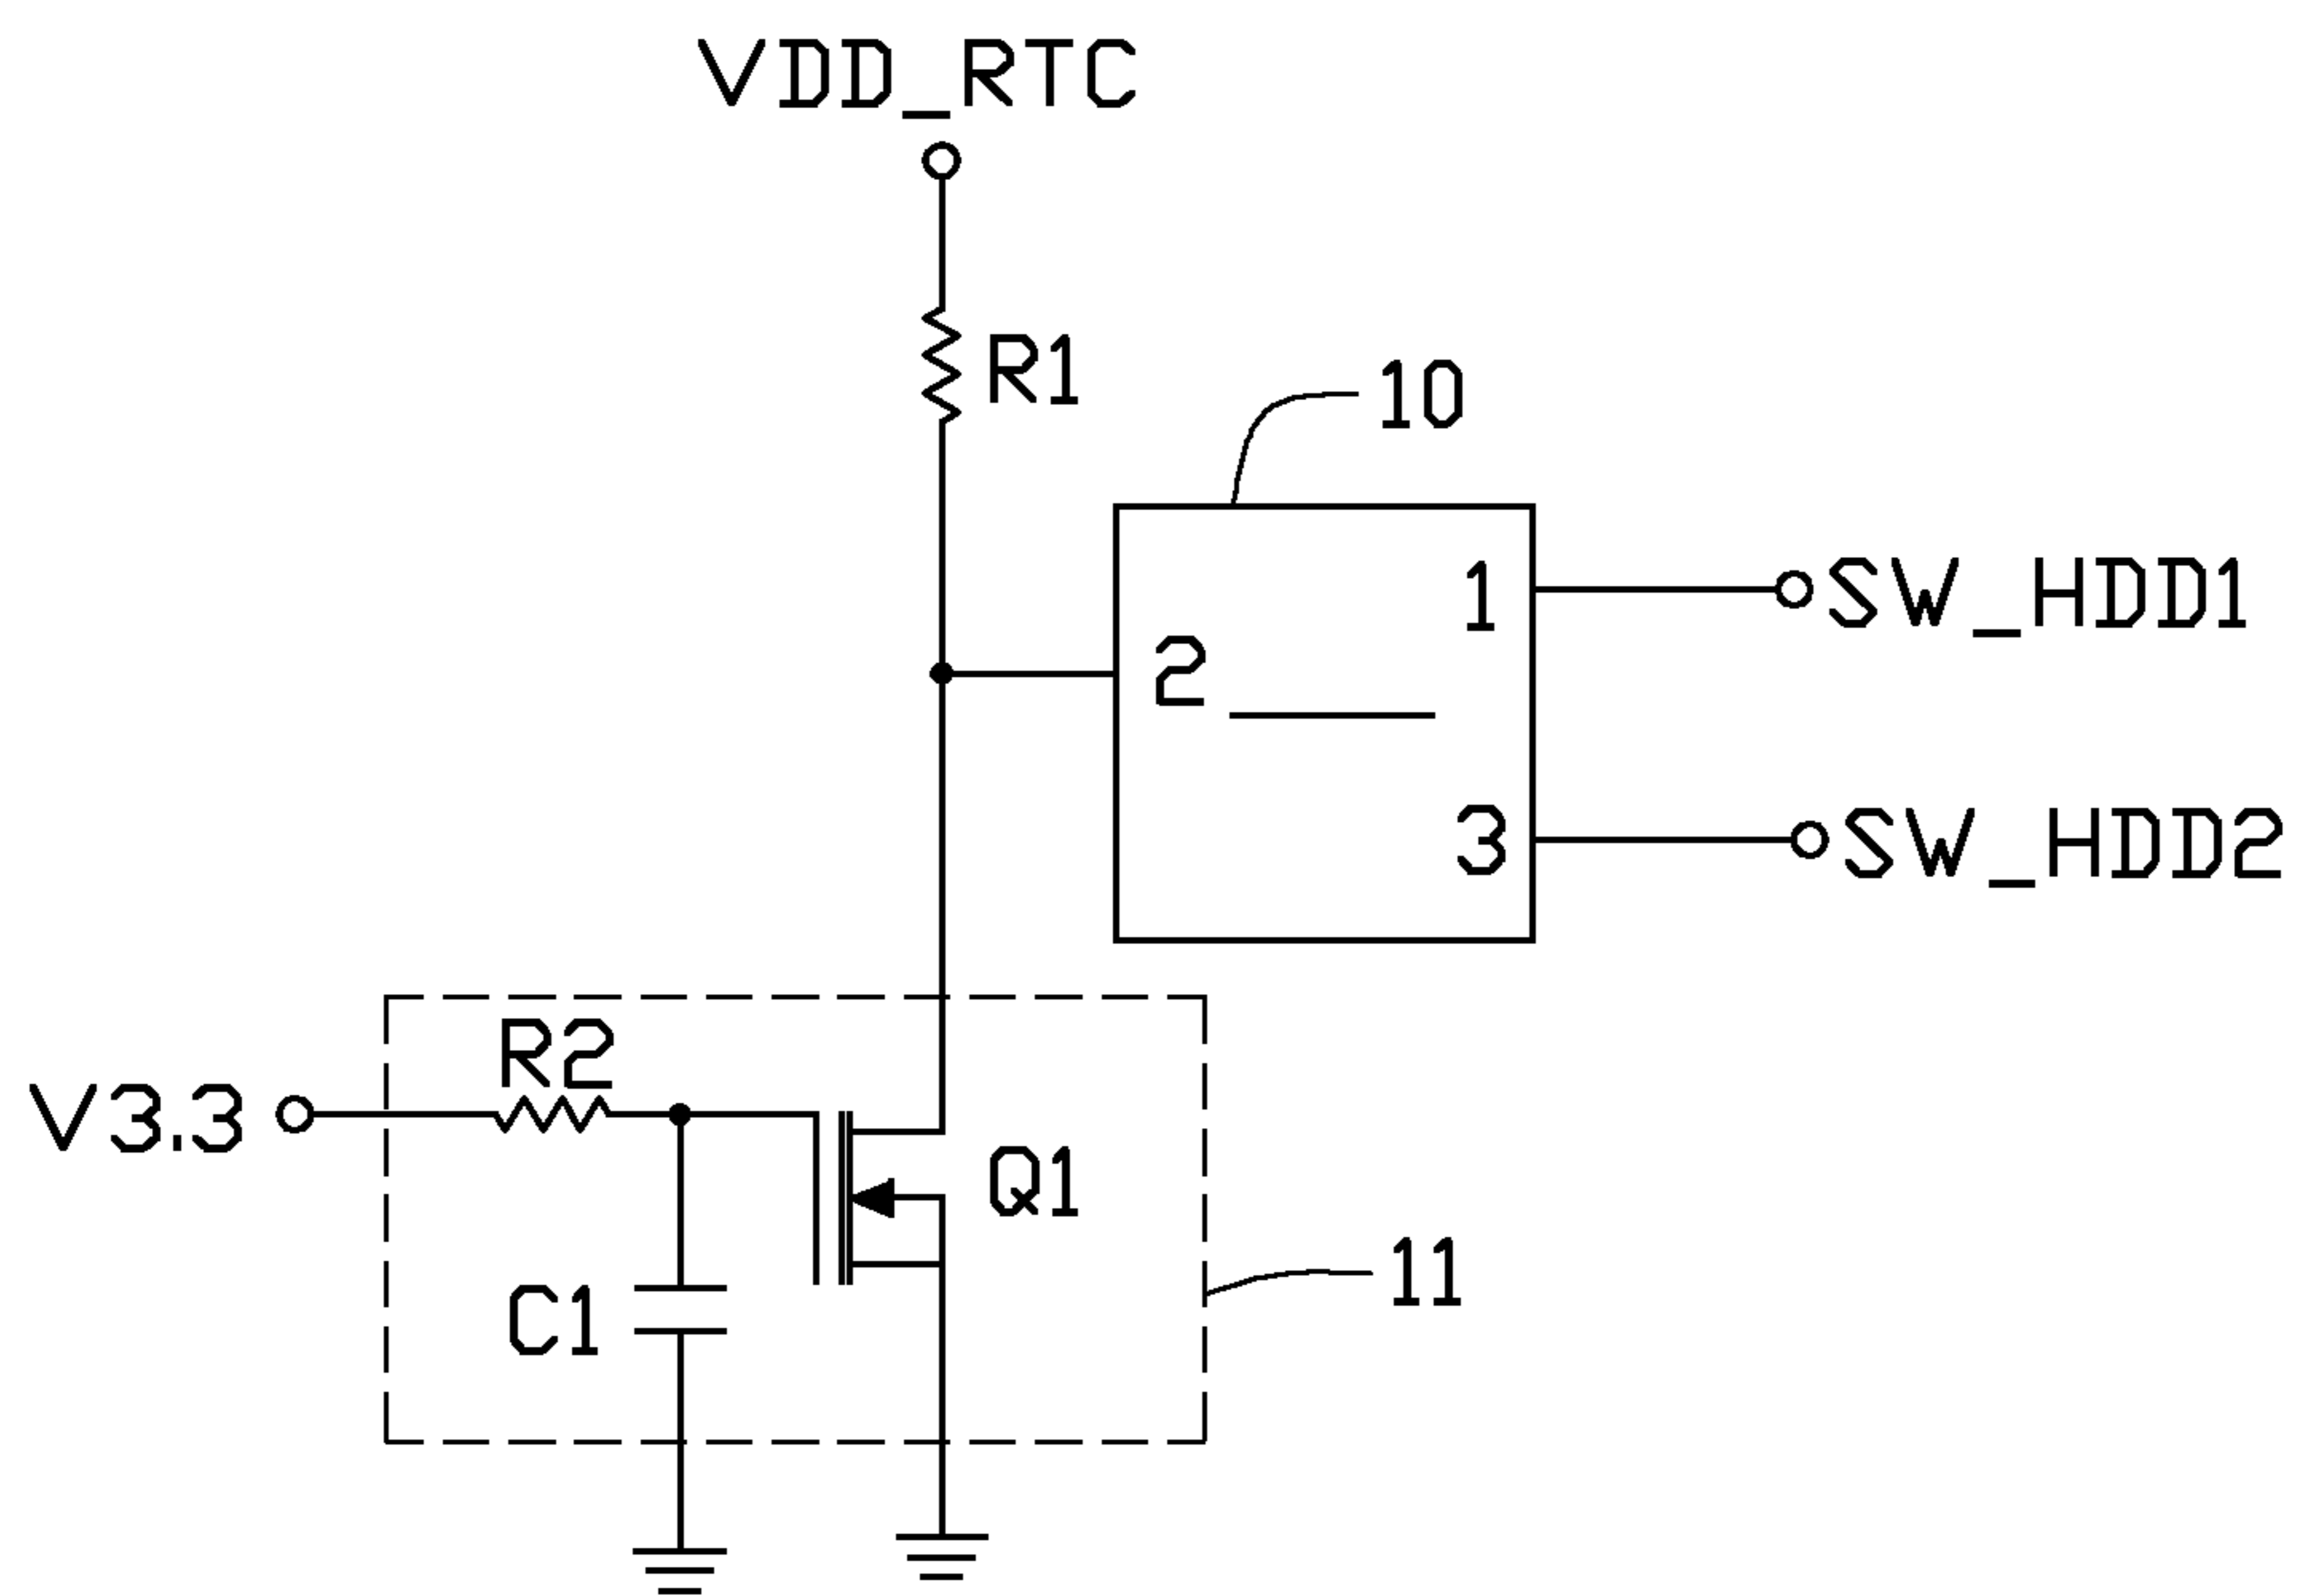 VDD_RTC
R1
10
1
SW_HDD1
2
3
SW_HDD2
R2
V3.3
Q1
11
C1